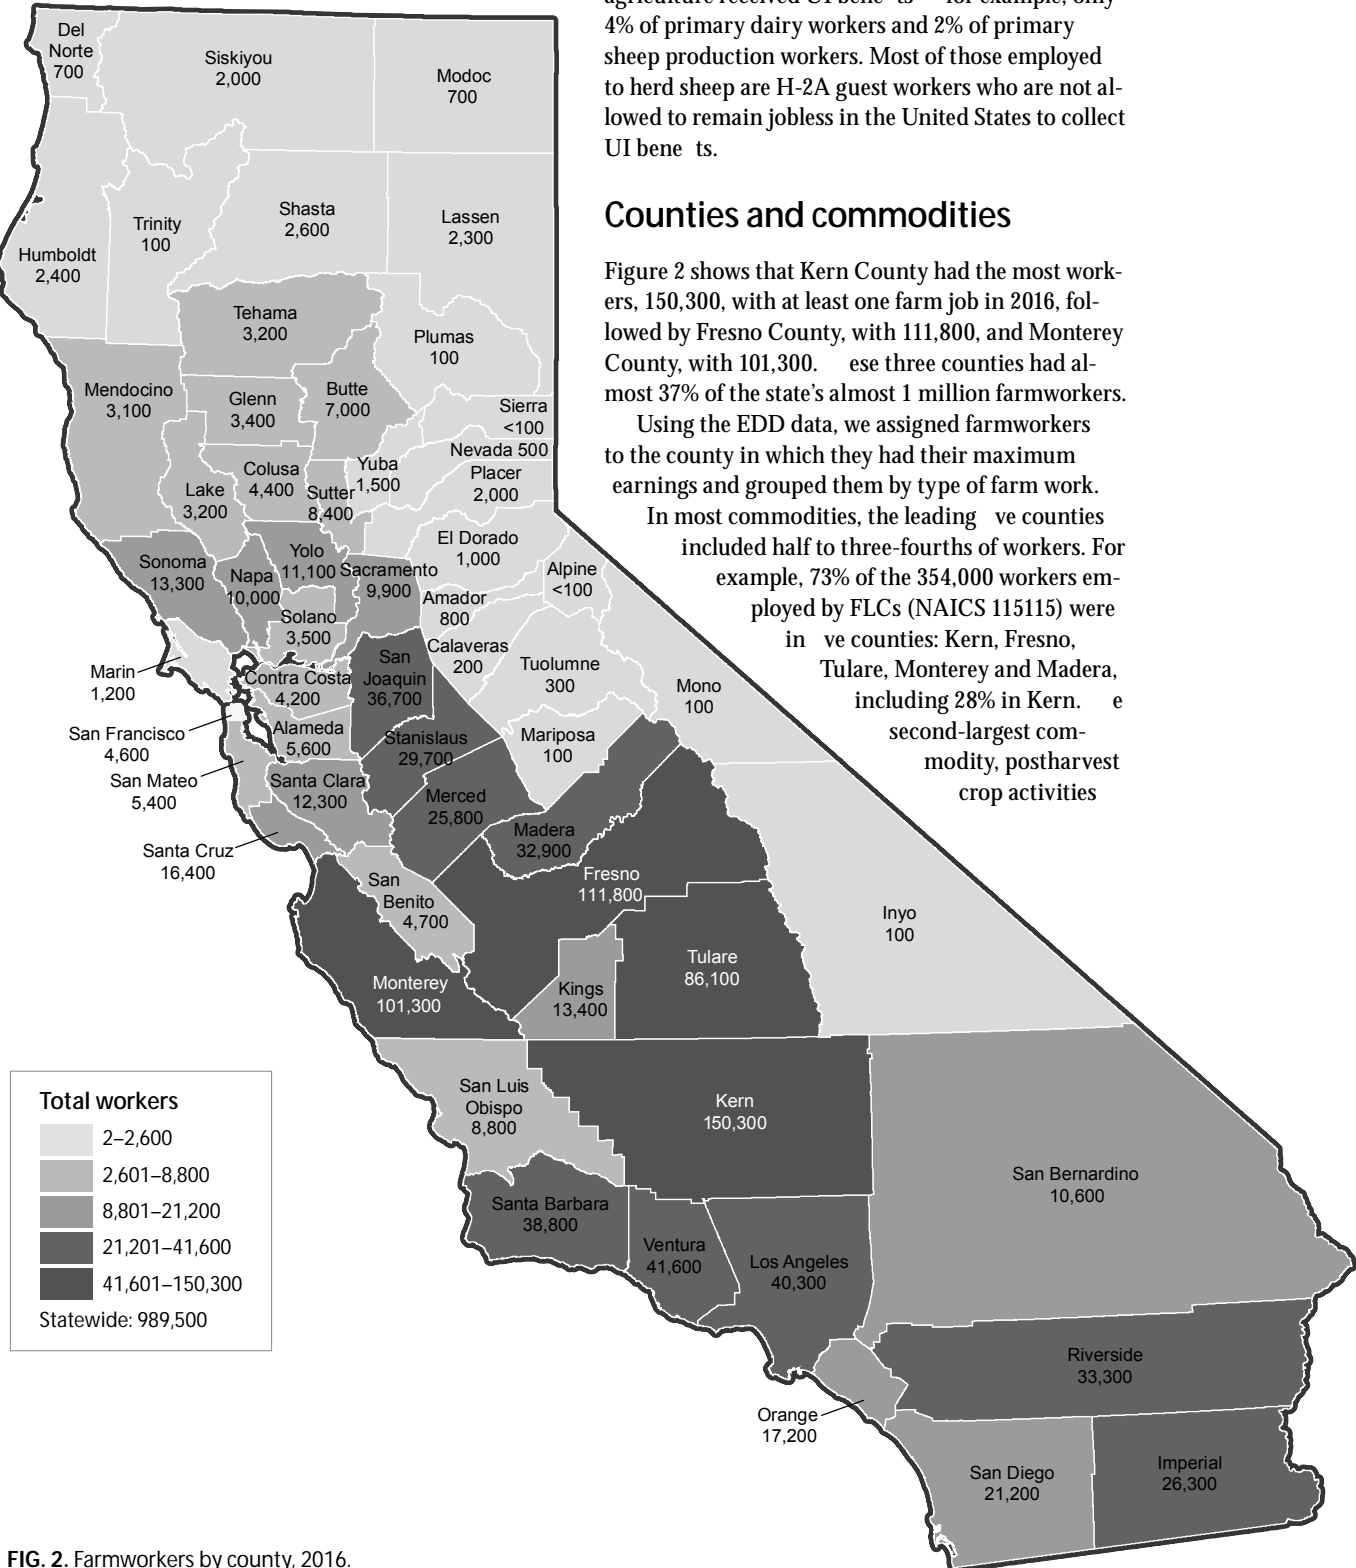 agriculture received UI bene ts for example, only
4% of primary dairy workers and 2% of primary
sheep production workers. Most of those employed
to herd sheep are H-2A guest workers who are not al-
lowed to remain jobless in the United States to collect
UI bene ts.
Counties and commodities
Figure 2 shows that Kern County had the most work-
ers, 150,300, with at least one farm job in 2016, fol-
lowed by Fresno County, with 111,800, and Monterey
County, with 101,300. ese three counties had al-
most 37% of the state's almost 1 million farmworkers.
Using the EDD data, we assigned farmworkers
to the county in which they had their maximum
earnings and grouped them by type of farm work.
In most commodities, the leading ve counties
included half to three-fourths of workers. For
example, 73% of the 354,000 workers em-
ployed by FLCs (NAICS 115115) were
in ve counties: Kern, Fresno,
Tulare, Monterey and Madera,
including 28% in Kern. e
second-largest com-
modity, postharvest
crop activities
Del
Norte
700
Siskiyou
2,000
Modoc
700
Humboldt
2,400
Trinity
100
Shasta
2,600
Lassen
2,300
Tehama
3,200
Plumas
100
Mendocino
3,100
Glenn
3,400
Butte
7,000
Sierra
<100
Nevada 500
Lake
3,200
Colusa
4,400
Sutter
8,400
Yuba
1,500
Placer
2,000
Sonoma
13,300
Napa
10,000
Yolo
11,100
Sacramento
9,900
El Dorado
1,000
Alpine
<100
Solano
3,500
Amador
800
Calaveras
200
Tuolumne
300
Mono
100
Marin
1,200
Contra Costa
4,200
San
Joaquin
36,700
San Francisco
4,600
Alameda
5,600
Stanislaus
29,700
Mariposa
100
San Mateo
5,400
Santa Clara
12,300
Merced
25,800
Madera
32,900
Santa Cruz
16,400
San
Benito
4,700
Fresno
111,800
Inyo
100
Monterey
101,300
Kings
13,400
Tulare
86,100
San Luis
Obispo
8,800
Kern
150,300
San Bernardino
10,600
Santa Barbara
38,800
Ventura
41,600
Los Angeles
40,300
Riverside
33,300
Orange
17,200
San Diego
21,200
Imperial
26,300
Total workers
2–2,600
2,601–8,800
8,801–21,200
21,201–41,600
41,601–150,300
Statewide: 989,500
FIG. 2. Farmworkers by county, 2016.